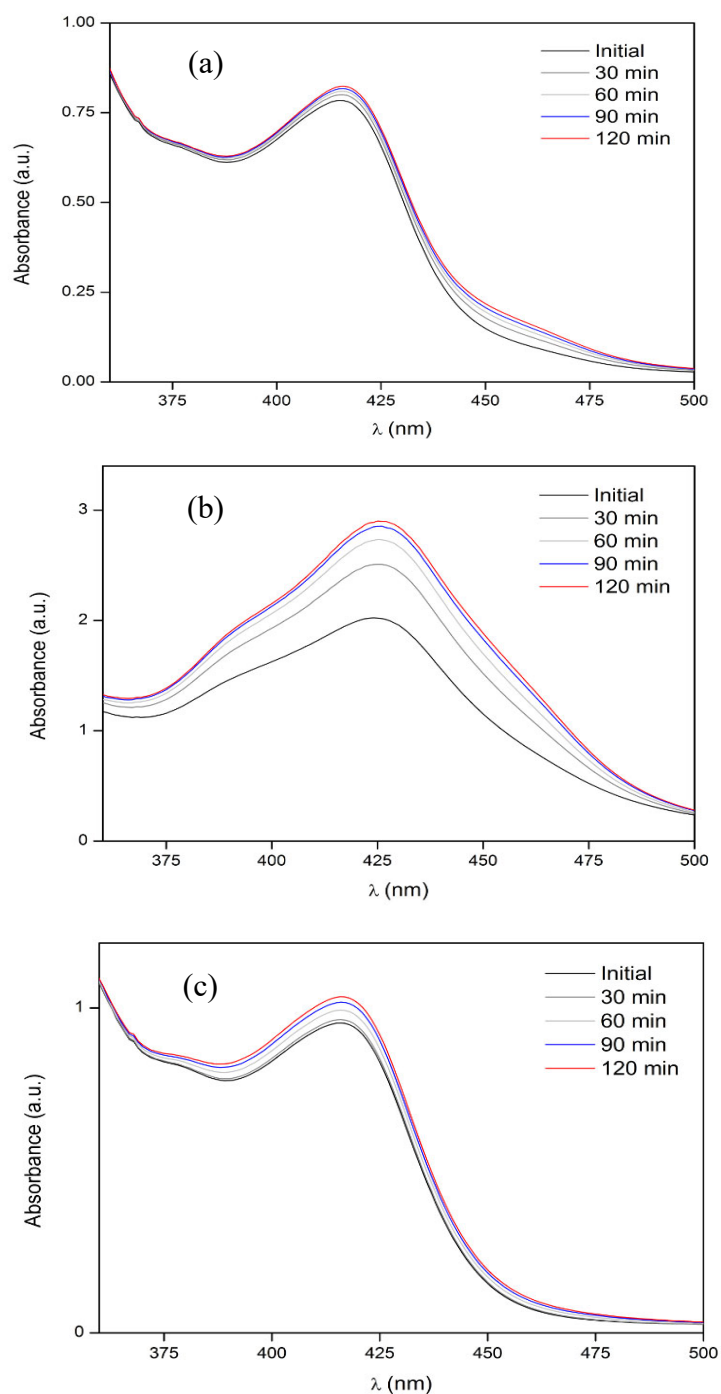 1.00
(a)
Initial
30 min
60 min
90 min
120 min
0.75
0.50
0.25
0.00
Absorbance (a.u.)
375 400 425 450 475 500
λ (nm)
(b)
Initial
30 min
60 min
90 min
120 min
3
2
1
0
Absorbance (a.u.)
375 400 425 450 475 500
λ (nm)
(c)
Initial
30 min
60 min
90 min
120 min
1
0
Absorbance (a.u.)
375 400 425 450 475 500
λ (nm)